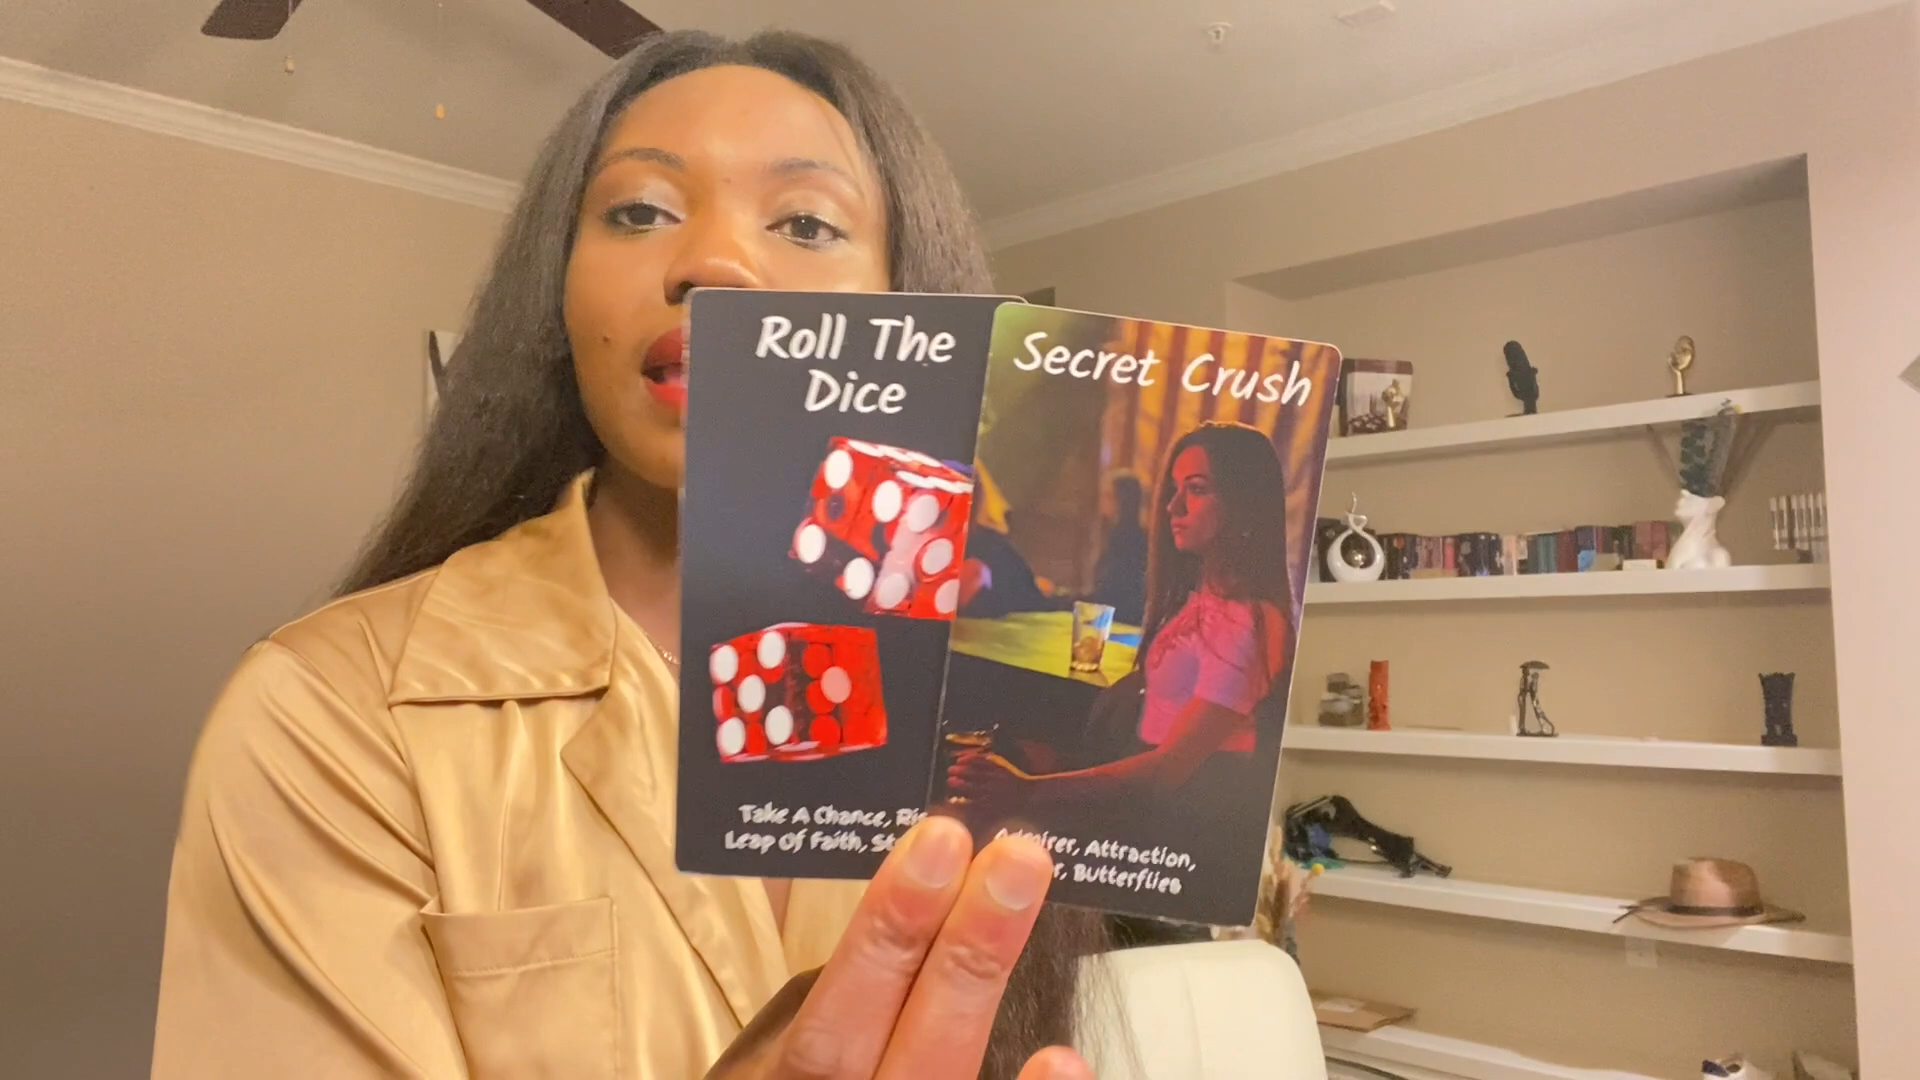 Roll The
Dice
Take A Chance,
Leap Of Faith,
Secret Crush
Attraction,
Butterflies